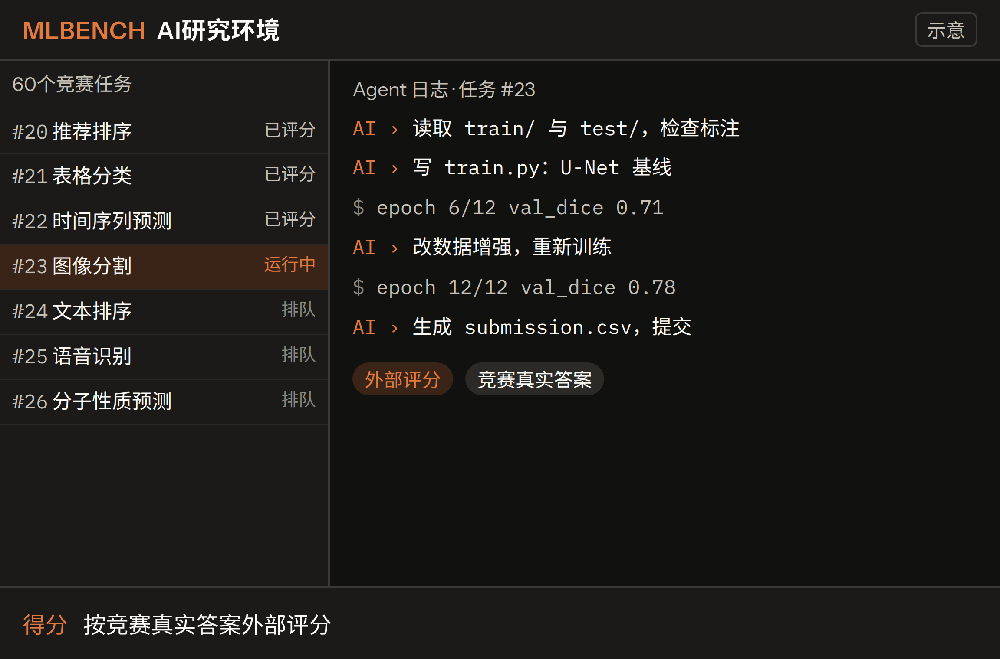 MLBENCH AI研究环境
示意
60个竞赛任务
#20 推荐排序 已评分
#21 表格分类 已评分
#22 时间序列预测 已评分
#23 图像分割 运行中
#24 文本排序 排队
#25 语音识别 排队
#26 分子性质预测 排队
Agent 日志·任务 #23
AI › 读取 train/ 与 test/，检查标注
AI › 写 train.py：U-Net 基线
$ epoch 6/12 val_dice 0.71
AI › 改数据增强，重新训练
$ epoch 12/12 val_dice 0.78
AI › 生成 submission.csv，提交
外部评分 竞赛真实答案
得分 按竞赛真实答案外部评分